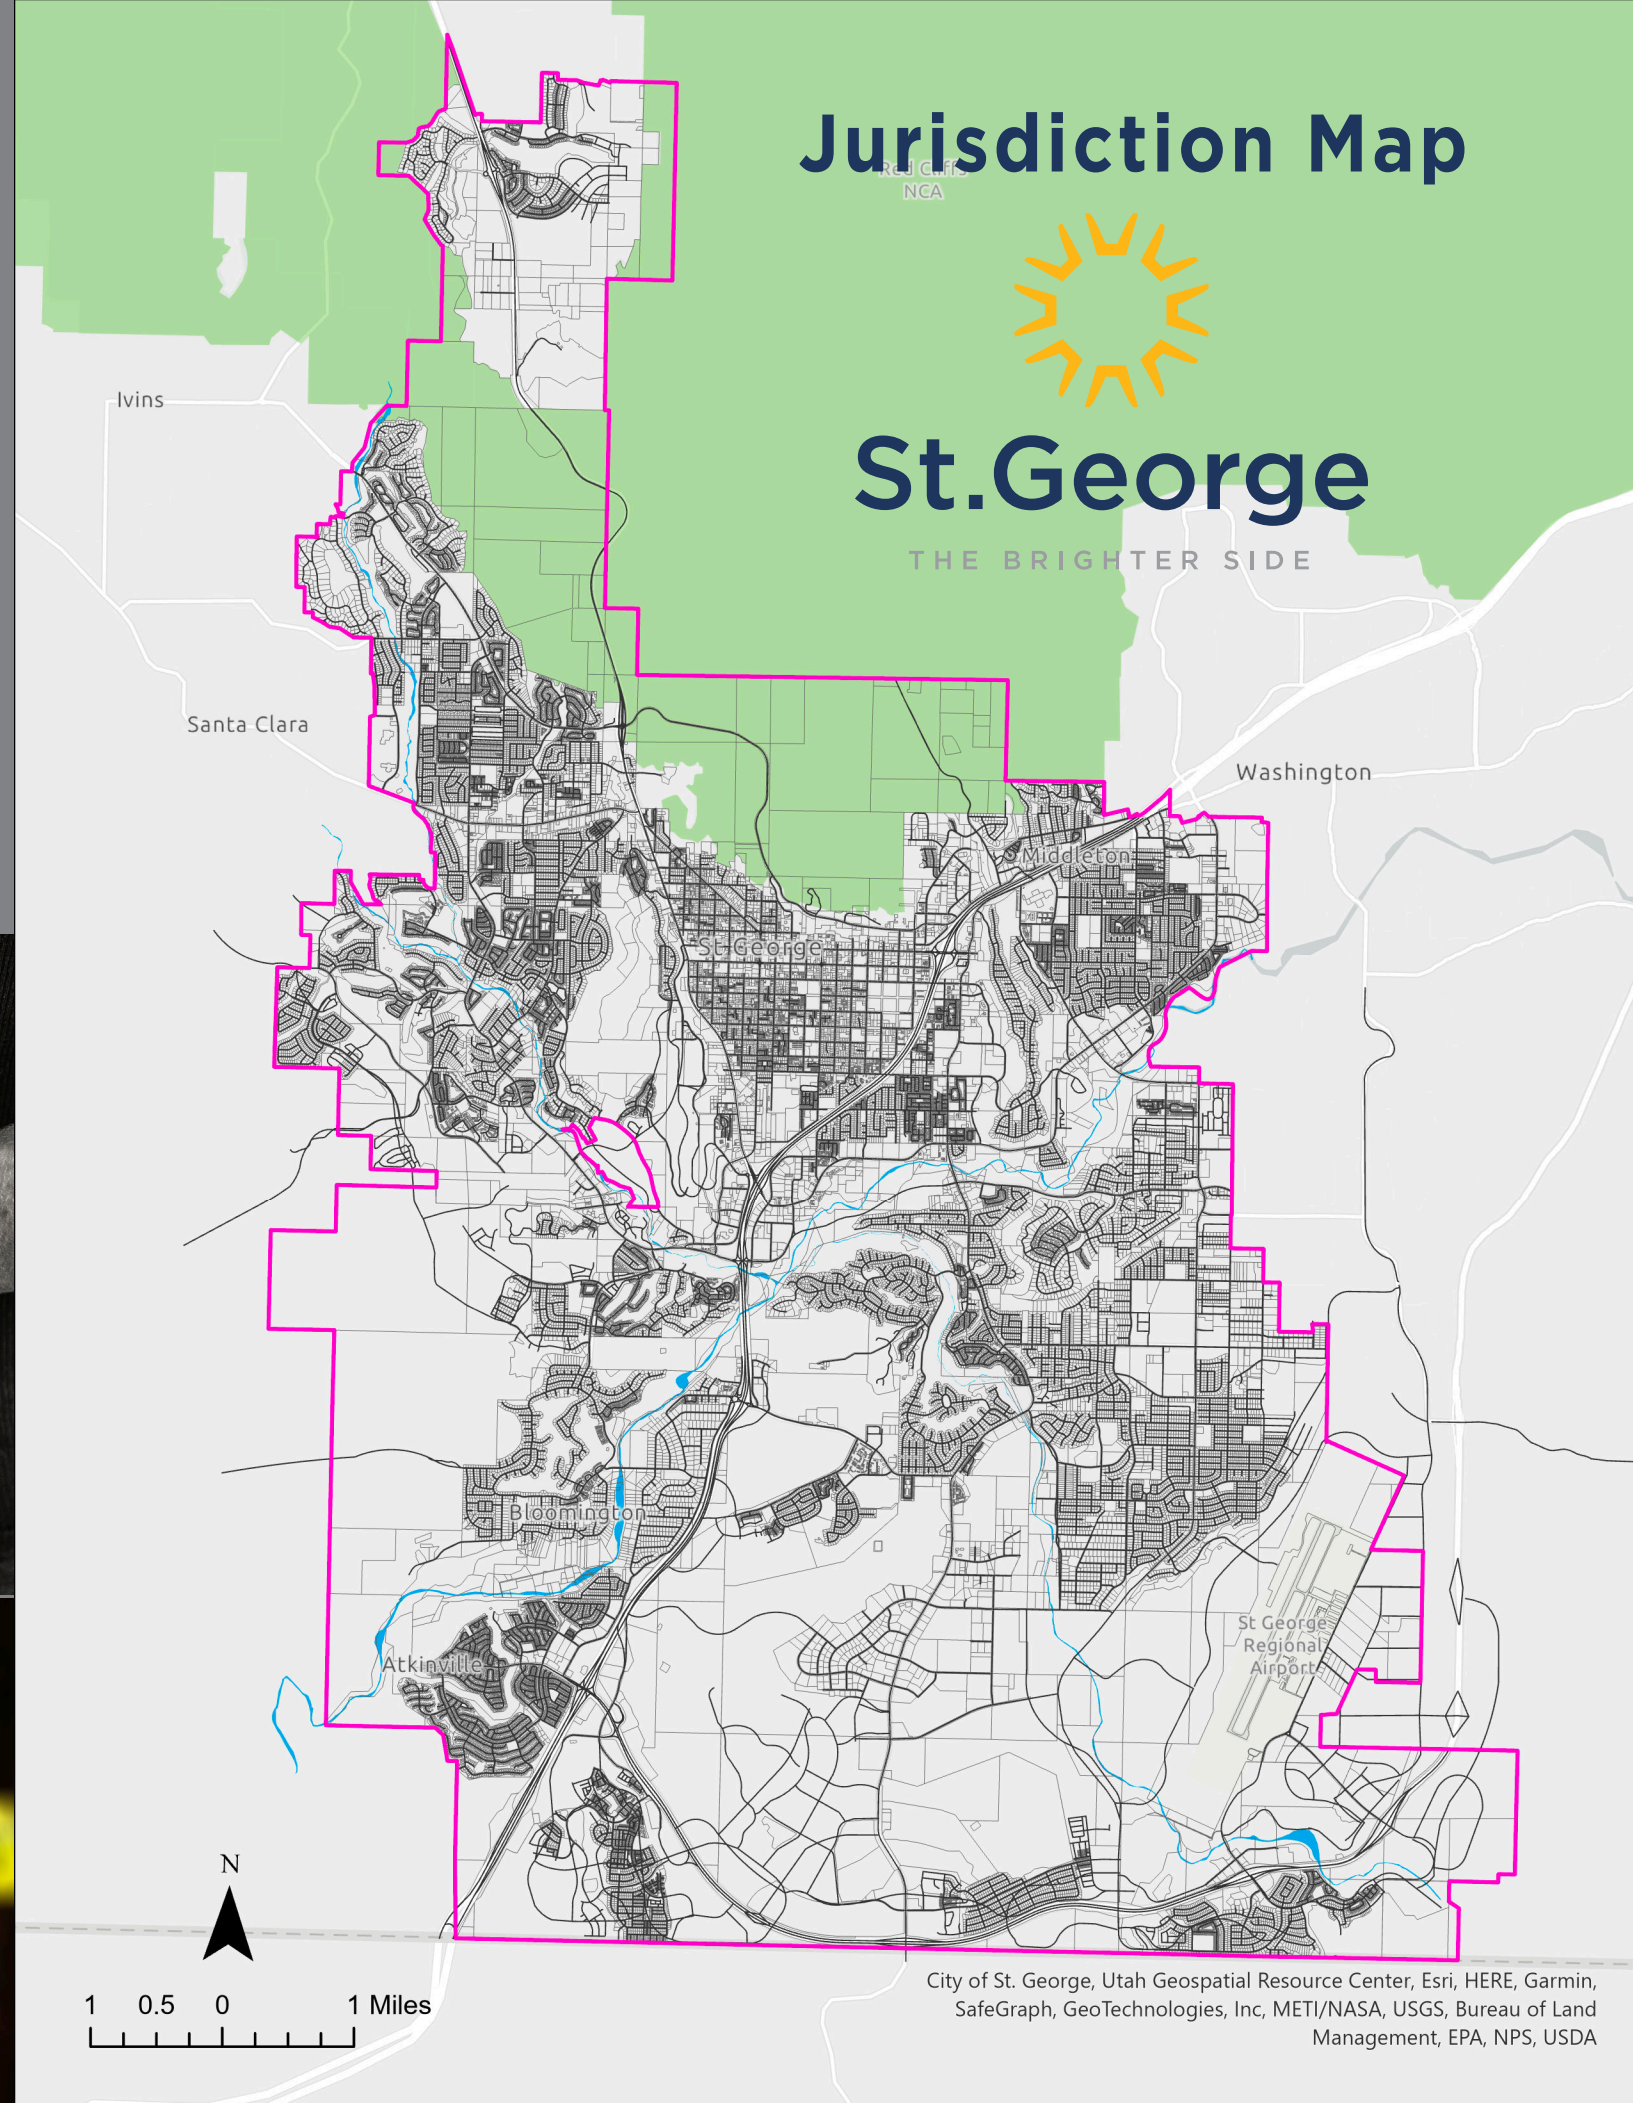 Jurisdiction Map
Red Cliffs
NCA
St.George
THE BRIGHTER SIDE
Ivins
Santa Clara
Washington
Middleton
St George
Bloomington
St George
Regional
Airport
Atkinville
N
1 0.5 0 1 Miles
City of St. George, Utah Geospatial Resource Center, Esri, HERE, Garmin,
SafeGraph, GeoTechnologies, Inc, METI/NASA, USGS, Bureau of Land
Management, EPA, NPS, USDA